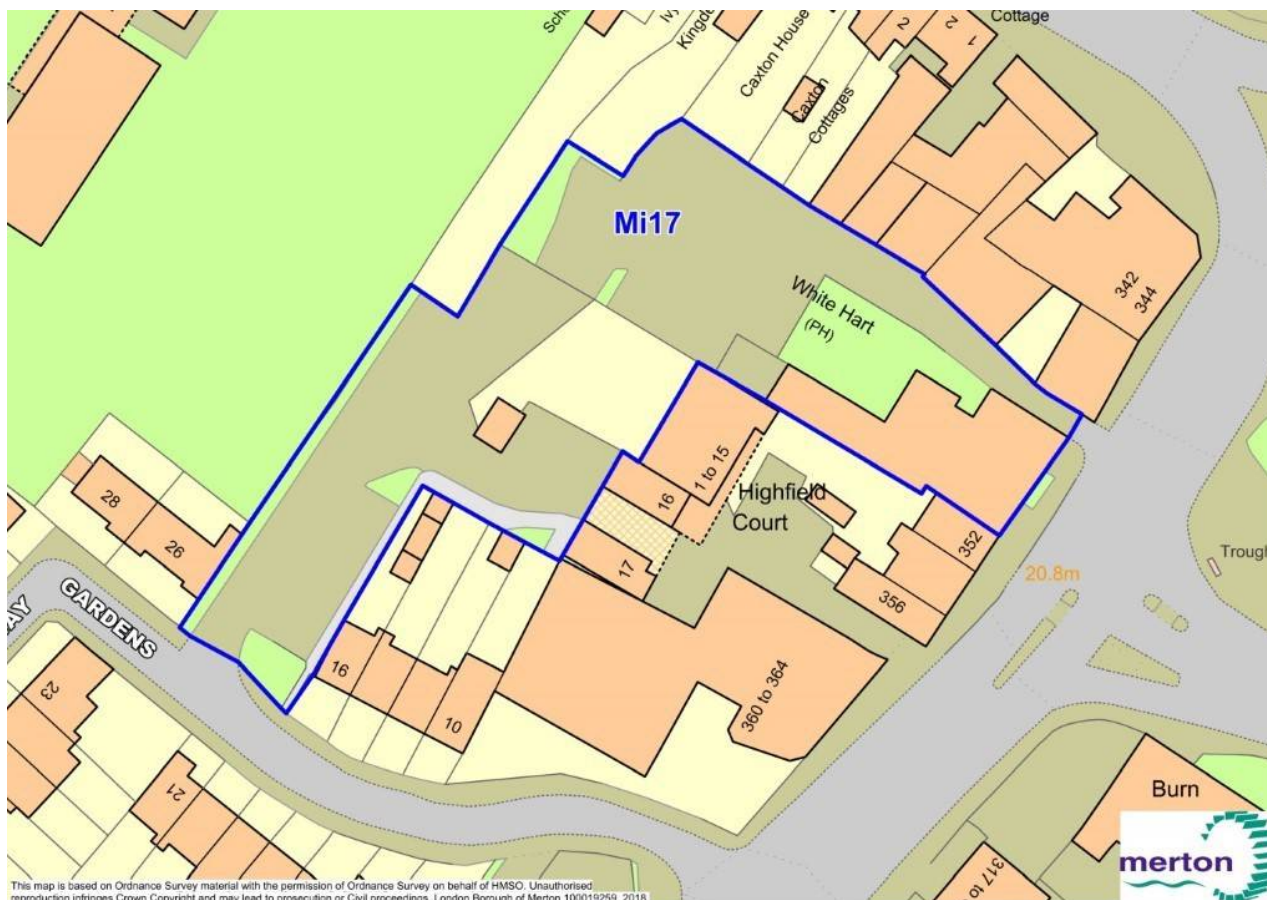 Cottage
Caxton House
Caxton
Cottages
2
2
1
Mi17
White Hart
(PH)
342
344
1 to 15
16
17
Highfield
Court
352
356
20.8m
28
26
GARDENS
AY
23
21
16
10
360 to 364
Burn
317 to
merton
This map is based on Ordnance Survey material with the permission of Ordnance Survey on behalf of HMSO. Unauthorised
reproduction infringes Crown Copyright and may lead to prosecution or Civil proceedings. London Borough of Merton 100019259. 2018.